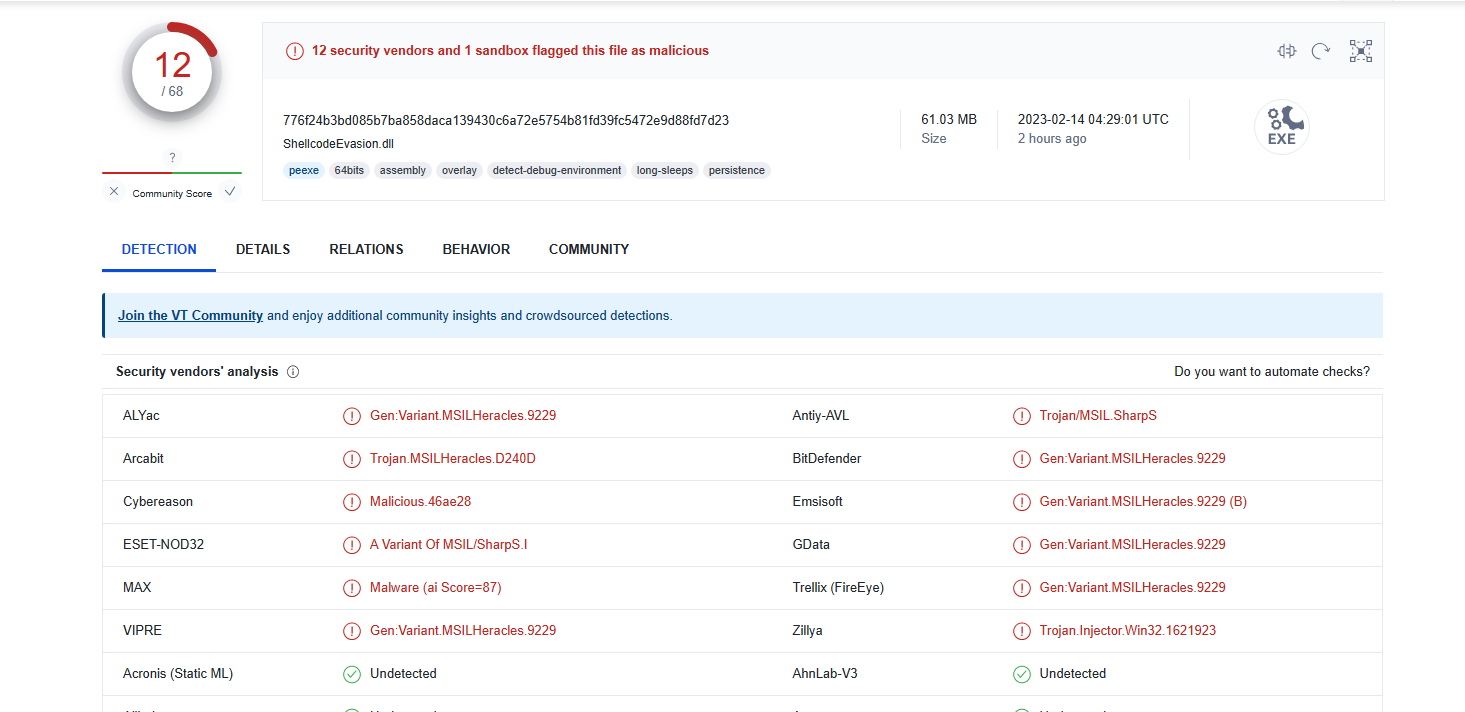 12
/ 68
?
Community Score
12 security vendors and 1 sandbox flagged this file as malicious
776f24b3bd085b7ba858daca139430c6a72e5754b81fd39fc5472e9d88fd7d23
ShellcodeEvasion.dll
peexe 64bits assembly overlay detect-debug-environment long-sleeps persistence
61.03 MB
Size
2023-02-14 04:29:01 UTC
2 hours ago
EXE
DETECTION DETAILS RELATIONS BEHAVIOR COMMUNITY
Join the VT Community and enjoy additional community insights and crowdsourced detections.
Security vendors' analysis Do you want to automate checks?
ALYac Gen:Variant.MSILHeracles.9229 Antiy-AVL Trojan/MSIL.SharpS
Arcabit Trojan.MSILHeracles.D240D BitDefender Gen:Variant.MSILHeracles.9229
Cybereason Malicious.46ae28 Emsisoft Gen:Variant.MSILHeracles.9229 (B)
ESET-NOD32 A Variant Of MSIL/SharpS.I GData Gen:Variant.MSILHeracles.9229
MAX Malware (ai Score=87) Trellix (FireEye) Gen:Variant.MSILHeracles.9229
VIPRE Gen:Variant.MSILHeracles.9229 Zillya Trojan.Injector.Win32.1621923
Acronis (Static ML) Undetected AhnLab-V3 Undetected